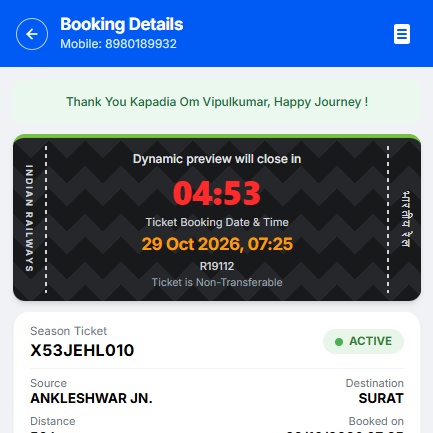 Booking Details
Mobile: 8980189932
Thank You Kapadia Om Vipulkumar, Happy Journey !
Dynamic preview will close in
04:53
Ticket Booking Date & Time
29 Oct 2026, 07:25
R19112
Ticket is Non-Transferable
INDIAN RAILWAYS
भारतीय रेल
Season Ticket
X53JEHL010
ACTIVE
Source
Destination
ANKLESHWAR JN.
SURAT
Distance
Booked on